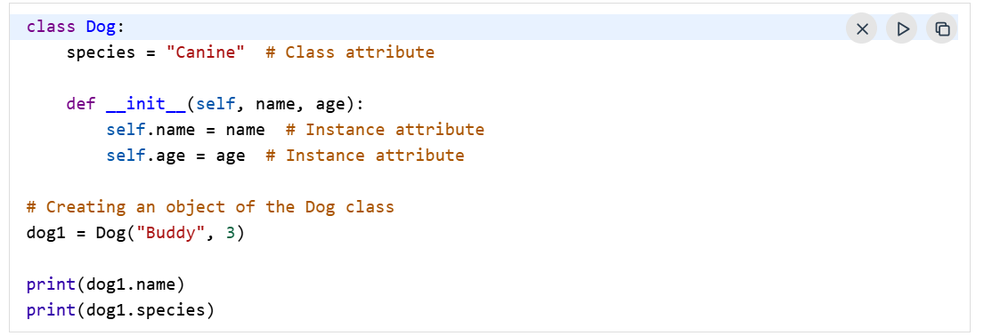 class Dog:
    species = "Canine"  # Class attribute

    def __init__(self, name, age):
        self.name = name  # Instance attribute
        self.age = age  # Instance attribute

# Creating an object of the Dog class
dog1 = Dog("Buddy", 3)

print(dog1.name)
print(dog1.species)